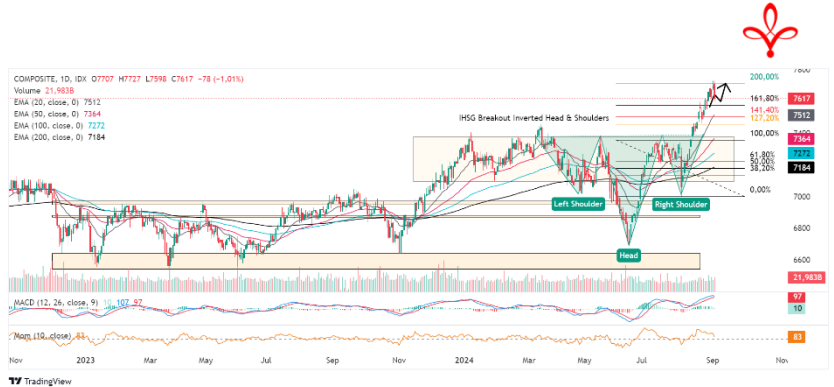 COMPOSITE, 1D, IDX O7707 H7727 L7598 C7617 −78 (−1,01%)
Volume 21,983B
EMA (20, close, 0) 7512
EMA (50, close, 0) 7364
EMA (100, close, 0) 7272
EMA (200, close, 0) 7184
IHSG Breakout Inverted Head & Shoulders
Left Shoulder
Head
Right Shoulder
200,00%
161,80%
141,40%
127,20%
100,00%
61,80%
50,00%
38,20%
0,00%
7800
7617
7512
7400
7364
7272
7184
7000
6600
6200
21,983B
MACD (12, 26, close, 9) 10 107 97
97
10
Mom (10, close) 83
83
Nov 2023 Mar May Jul Sep Nov 2024 Mar May Jul Sep Nov
TradingView